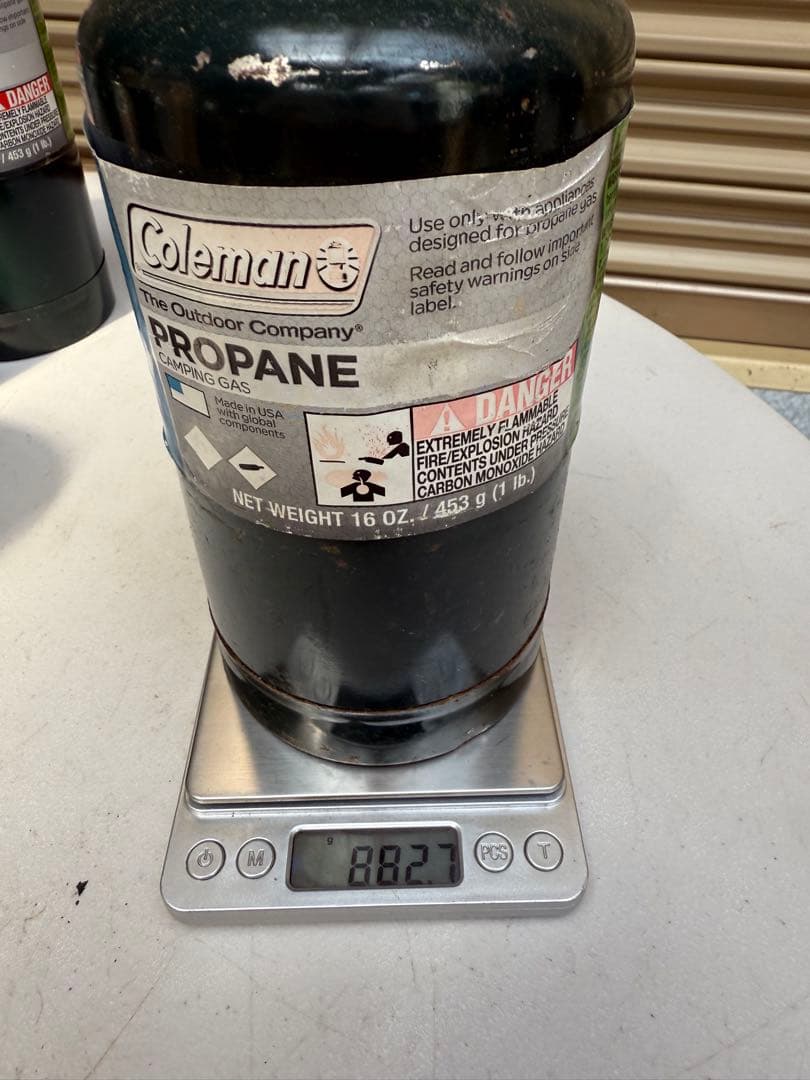 DANGER
/ 453 g (1 lb.)
Coleman
The Outdoor Company®
PROPANE
CAMPING GAS
Use only with appliances
designed for propane gas
Read and follow important
safety warnings on side
label.
Made in USA
with global
components
DANGER
EXTREMELY FLAMMABLE
FIRE/EXPLOSION HAZARD
CONTENTS UNDER PRESSURE
CARBON MONOXIDE HAZARD
NET WEIGHT 16 OZ. / 453 g (1 lb.)
g
882.7
M
PCS
T